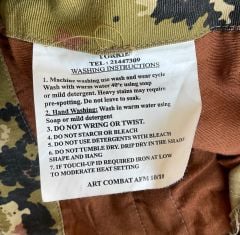 TURKIE
TEL : 21447309
WASHING INSTRUCTIONS
1. Machine washing use wash and wear cycle
Wash with warm water 40°c using soap
or mild detergent. Heavy stains may require
pre-spotting. Do not leave to soak.
2. Hand Washing: Wash in warm water using
Soap or mild detergent
3. DO NOT WRING OR TWIST.
4. DO NOT STARCH OR BLEACH
5. DO NOT USE DETERGENTS WITH BLEACH
6. DO NOT TUMBLE DRY. DRIP DRY IN THE SHADE
SHAPE AND HANG
7. IF TOUCH-UP IF REQUIRED IRON AT LOW
TO MODERATE HEAT SETTING
ART COMBAT AFM 10/10